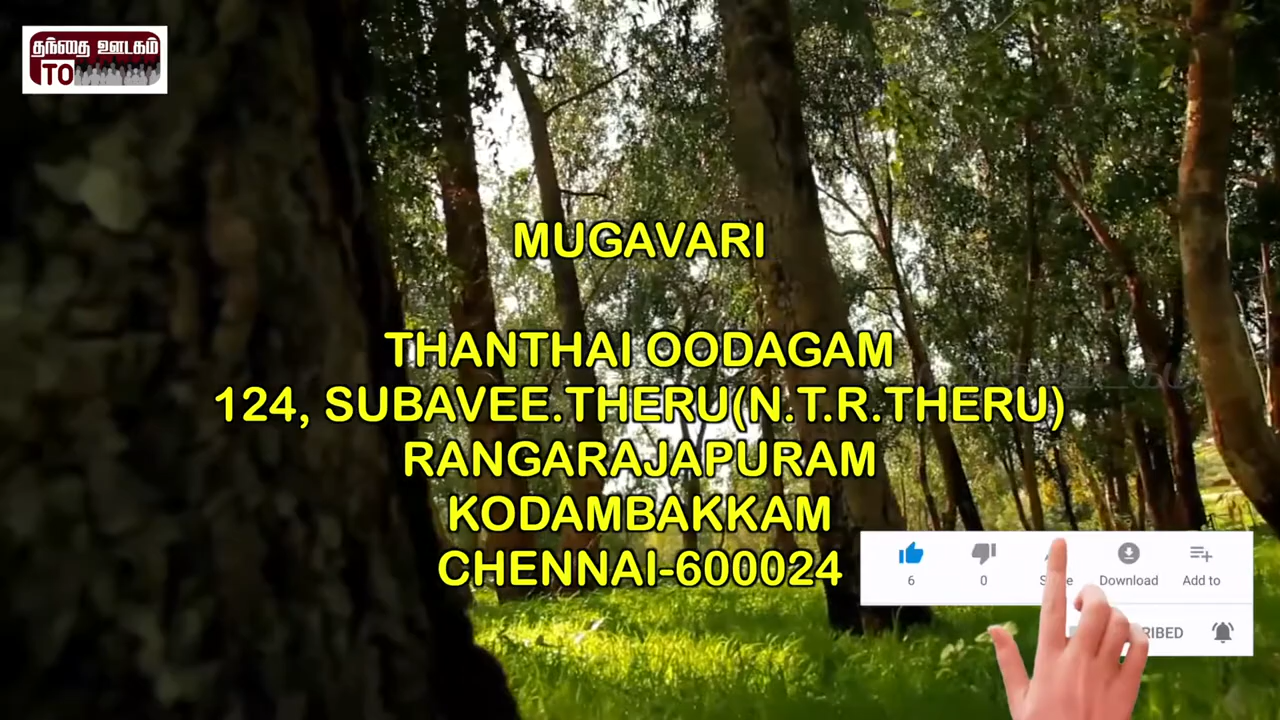 தந்தை ஊடகம்
TO
MUGAVARI
THANTHAI OODAGAM
124, SUBAVEE.THERU(N.T.R.THERU)
RANGARAJAPURAM
KODAMBAKKAM
CHENNAI-600024
6
0
Download
Add to